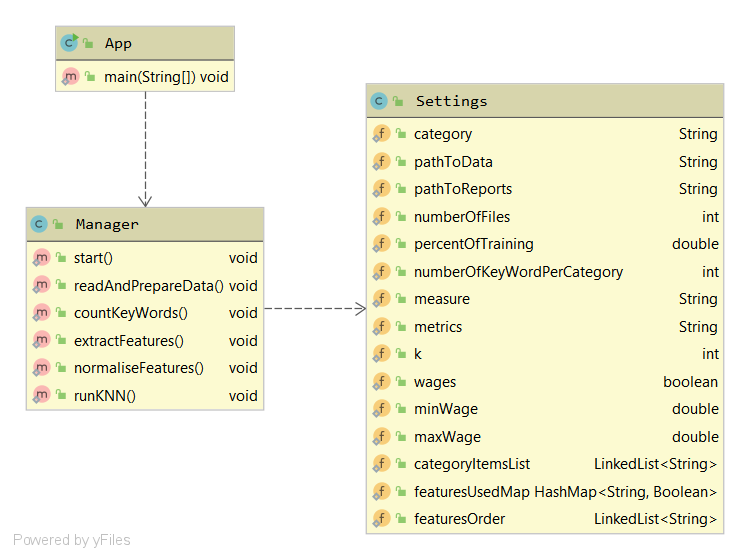 App
main(String[]) void
Manager
start() void
readAndPrepareData() void
countKeyWords() void
extractFeatures() void
normaliseFeatures() void
runKNN() void
Settings
category String
pathToData String
pathToReports String
numberOfFiles int
percentOfTraining double
numberOfKeyWordPerCategory int
measure String
metrics String
k int
wages boolean
minWage double
maxWage double
categoryItemsList LinkedList<String>
featuresUsedMap HashMap<String, Boolean>
featuresOrder LinkedList<String>
Powered by yFiles